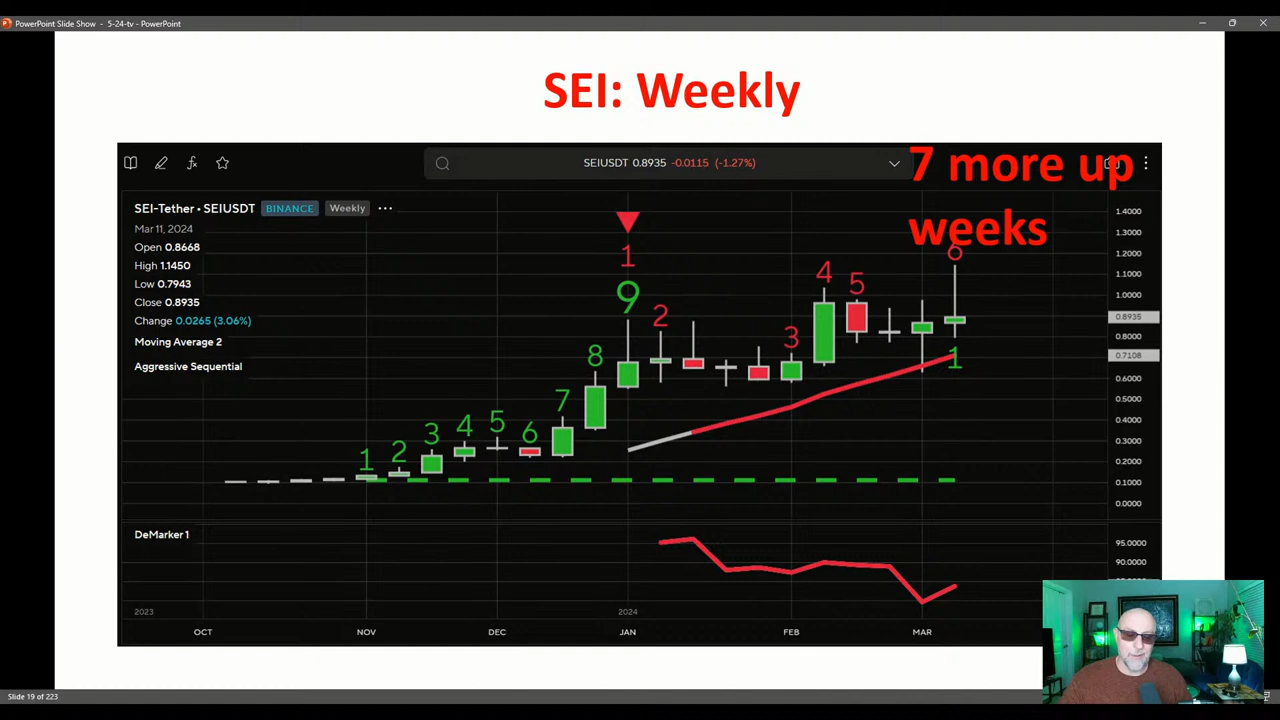 PowerPoint Slide Show - 5-24-tv - PowerPoint
SEI: Weekly
SEIUSDT 0.8935 -0.0115 (-1.27%)
7 more up
weeks
SEI-Tether • SEIUSDT BINANCE Weekly
Mar 11, 2024
Open 0.8668
High 1.1450
Low 0.7943
Close 0.8935
Change 0.0265 (3.06%)
Moving Average 2
Aggressive Sequential
1
2
3
4
5
6
7
8
9
1
2
3
4
5
6
1
1.4000
1.3000
1.2000
1.1000
1.0000
0.8935
0.8000
0.7108
0.6000
0.5000
0.4000
0.3000
0.2000
0.1000
0.0000
DeMarker 1
95.0000
90.0000
2023
2024
OCT
NOV
DEC
JAN
FEB
MAR
Slide 19 of 223